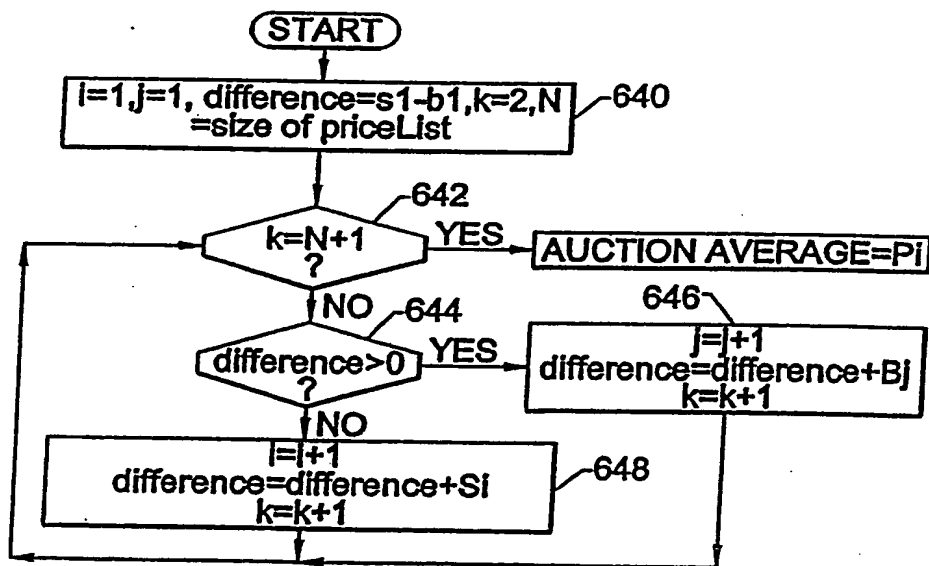 START
i=1,j=1, difference=s1-b1,k=2,N
=size of priceList
640
642
k=N+1
?
YES
AUCTION AVERAGE=Pi
NO
644
646
difference>0
?
YES
j=j+1
difference=difference+Bj
k=k+1
NO
i=i+1
difference=difference+Si
k=k+1
648